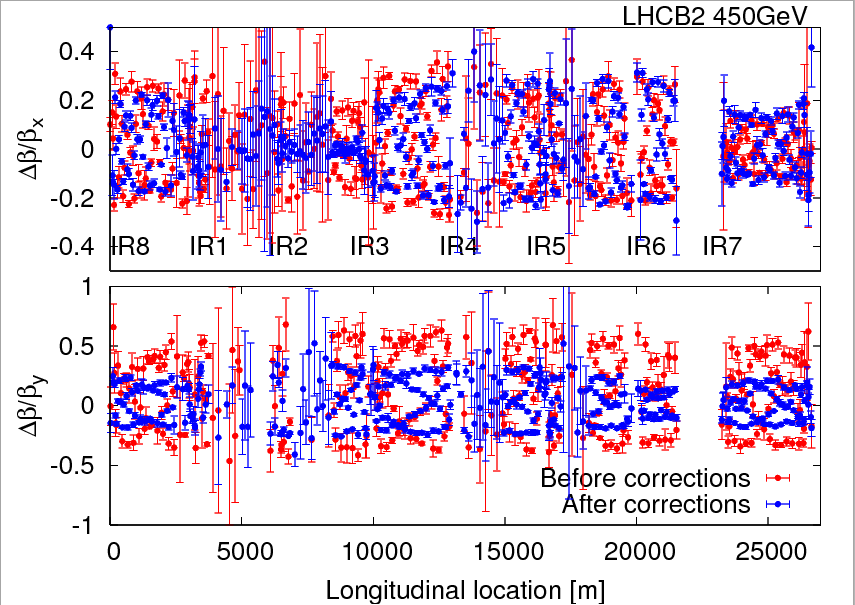 LHCB2 450GeV
0.4
0.2
0
-0.2
-0.4
Δβ/βx
IR8 IR1 IR2 IR3 IR4 IR5 IR6 IR7
1
0.5
0
-0.5
-1
Δβ/βy
Before corrections
After corrections
0 5000 10000 15000 20000 25000
Longitudinal location [m]